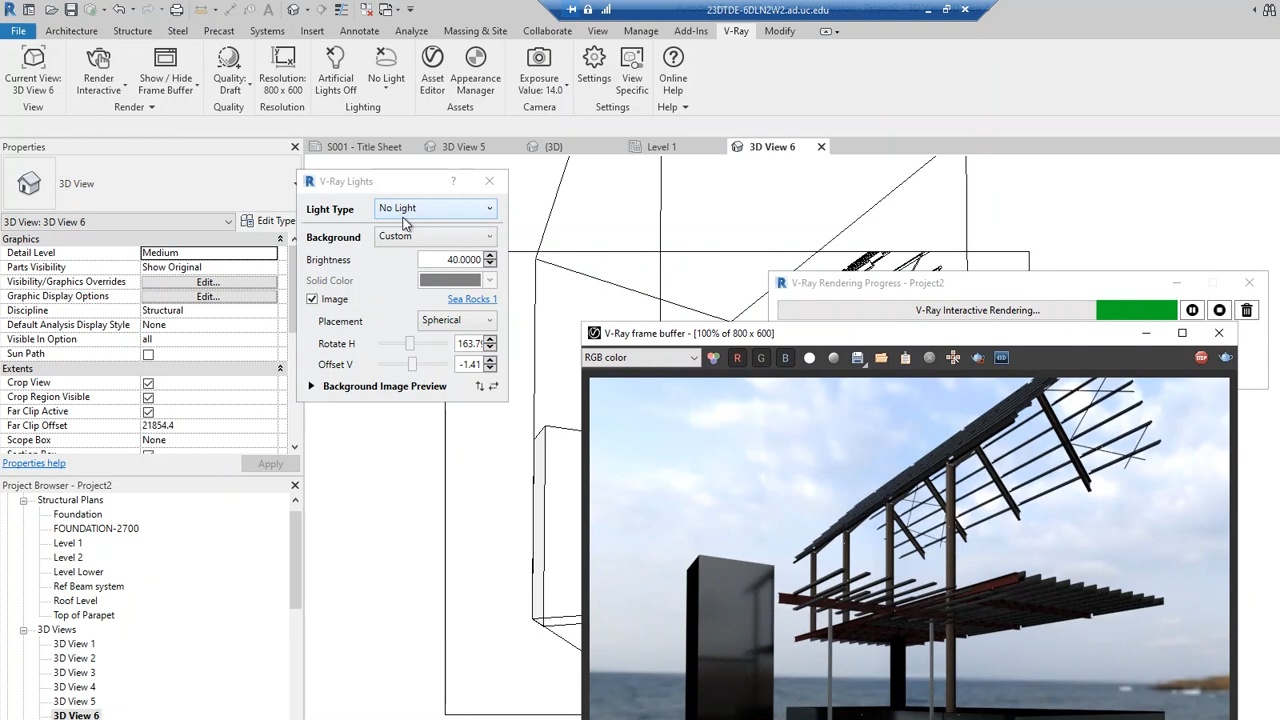 23DTDE-6DLN2W2.ad.uc.edu
File Architecture Structure Steel Precast Systems Insert Annotate Analyze Massing & Site Collaborate View Manage Add-Ins V-Ray Modify
Current View: Render Show / Hide Quality: Resolution: Artificial No Light Asset Appearance Exposure Settings View Online
3D View 6 Interactive Frame Buffer Draft 800 x 600 Lights Off Editor Manager Value: 14.0 Specific Help
View Render Quality Resolution Lighting Assets Camera Settings Help
Properties
S001 - Title Sheet 3D View 5 {3D} Level 1 3D View 6
3D View
3D View: 3D View 6 Edit Type
Graphics
Detail Level Medium
Parts Visibility Show Original
Visibility/Graphics Overrides Edit...
Graphic Display Options Edit...
Discipline Structural
Default Analysis Display Style None
Visible In Option all
Sun Path
Extents
Crop View
Crop Region Visible
Far Clip Active
Far Clip Offset 21854.4
Scope Box None
Properties help Apply
Project Browser - Project2
Structural Plans
Foundation
FOUNDATION-2700
Level 1
Level 2
Level Lower
Ref Beam system
Roof Level
Top of Parapet
3D Views
3D View 1
3D View 2
3D View 3
3D View 4
3D View 5
3D View 6
V-Ray Lights ?
Light Type No Light
Background Custom
Brightness 40.0000
Solid Color
Image Sea Rocks 1
Placement Spherical
Rotate H 163.7
Offset V -1.41
Background Image Preview
V-Ray Rendering Progress - Project2
V-Ray Interactive Rendering...
V-Ray frame buffer - [100% of 800 x 600]
RGB color R G B
STOP